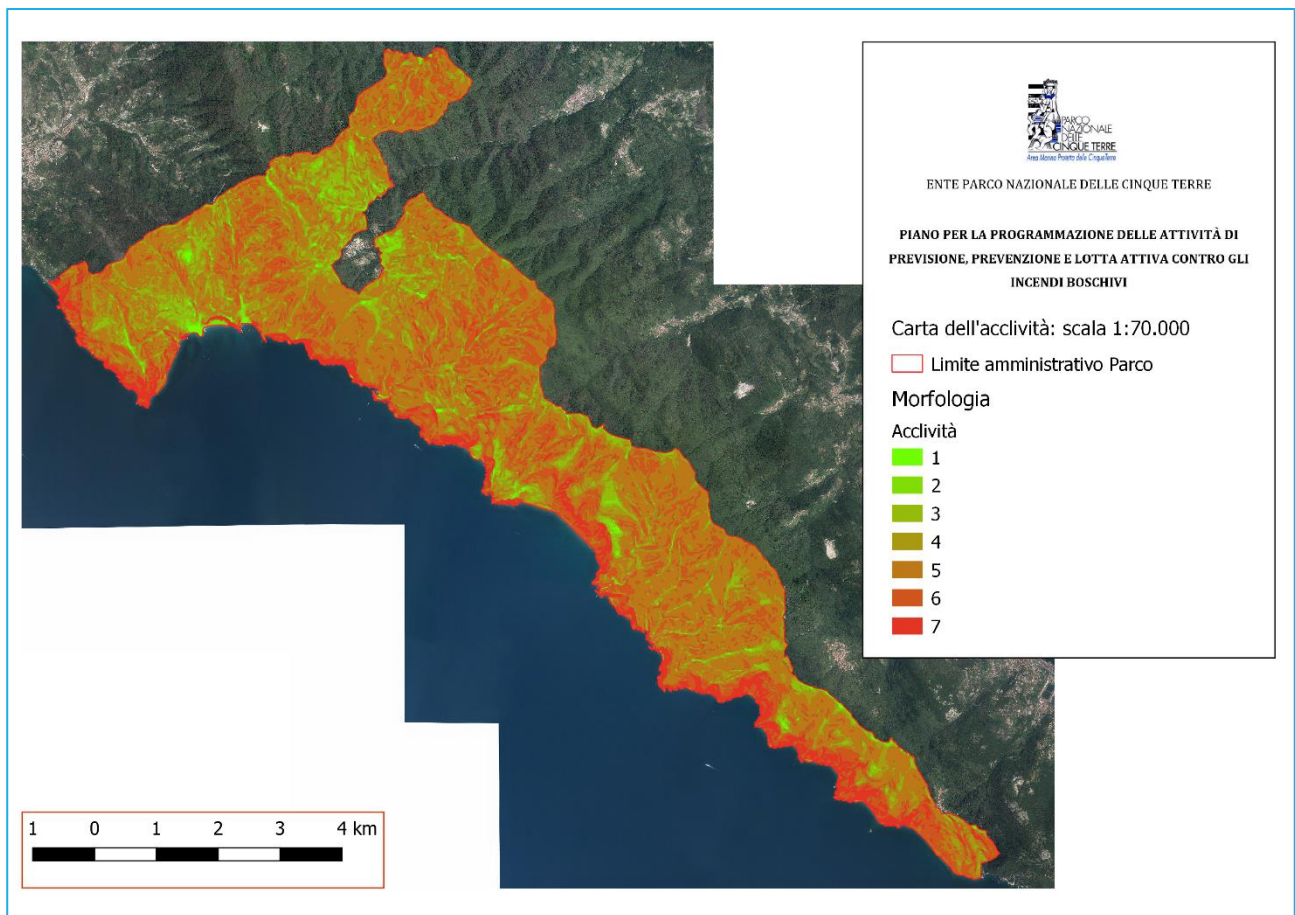 PARCO
NAZIONALE
DELLE
CINQUE TERRE
Area Marina Protetta delle Cinque Terre
ENTE PARCO NAZIONALE DELLE CINQUE TERRE
PIANO PER LA PROGRAMMAZIONE DELLE ATTIVITÀ DI
PREVISIONE, PREVENZIONE E LOTTA ATTIVA CONTRO GLI
INCENDI BOSCHIVI
Carta dell'acclività: scala 1:70.000
Limite amministrativo Parco
Morfologia
Acclività
1
2
3
4
5
6
7
1 0 1 2 3 4 km